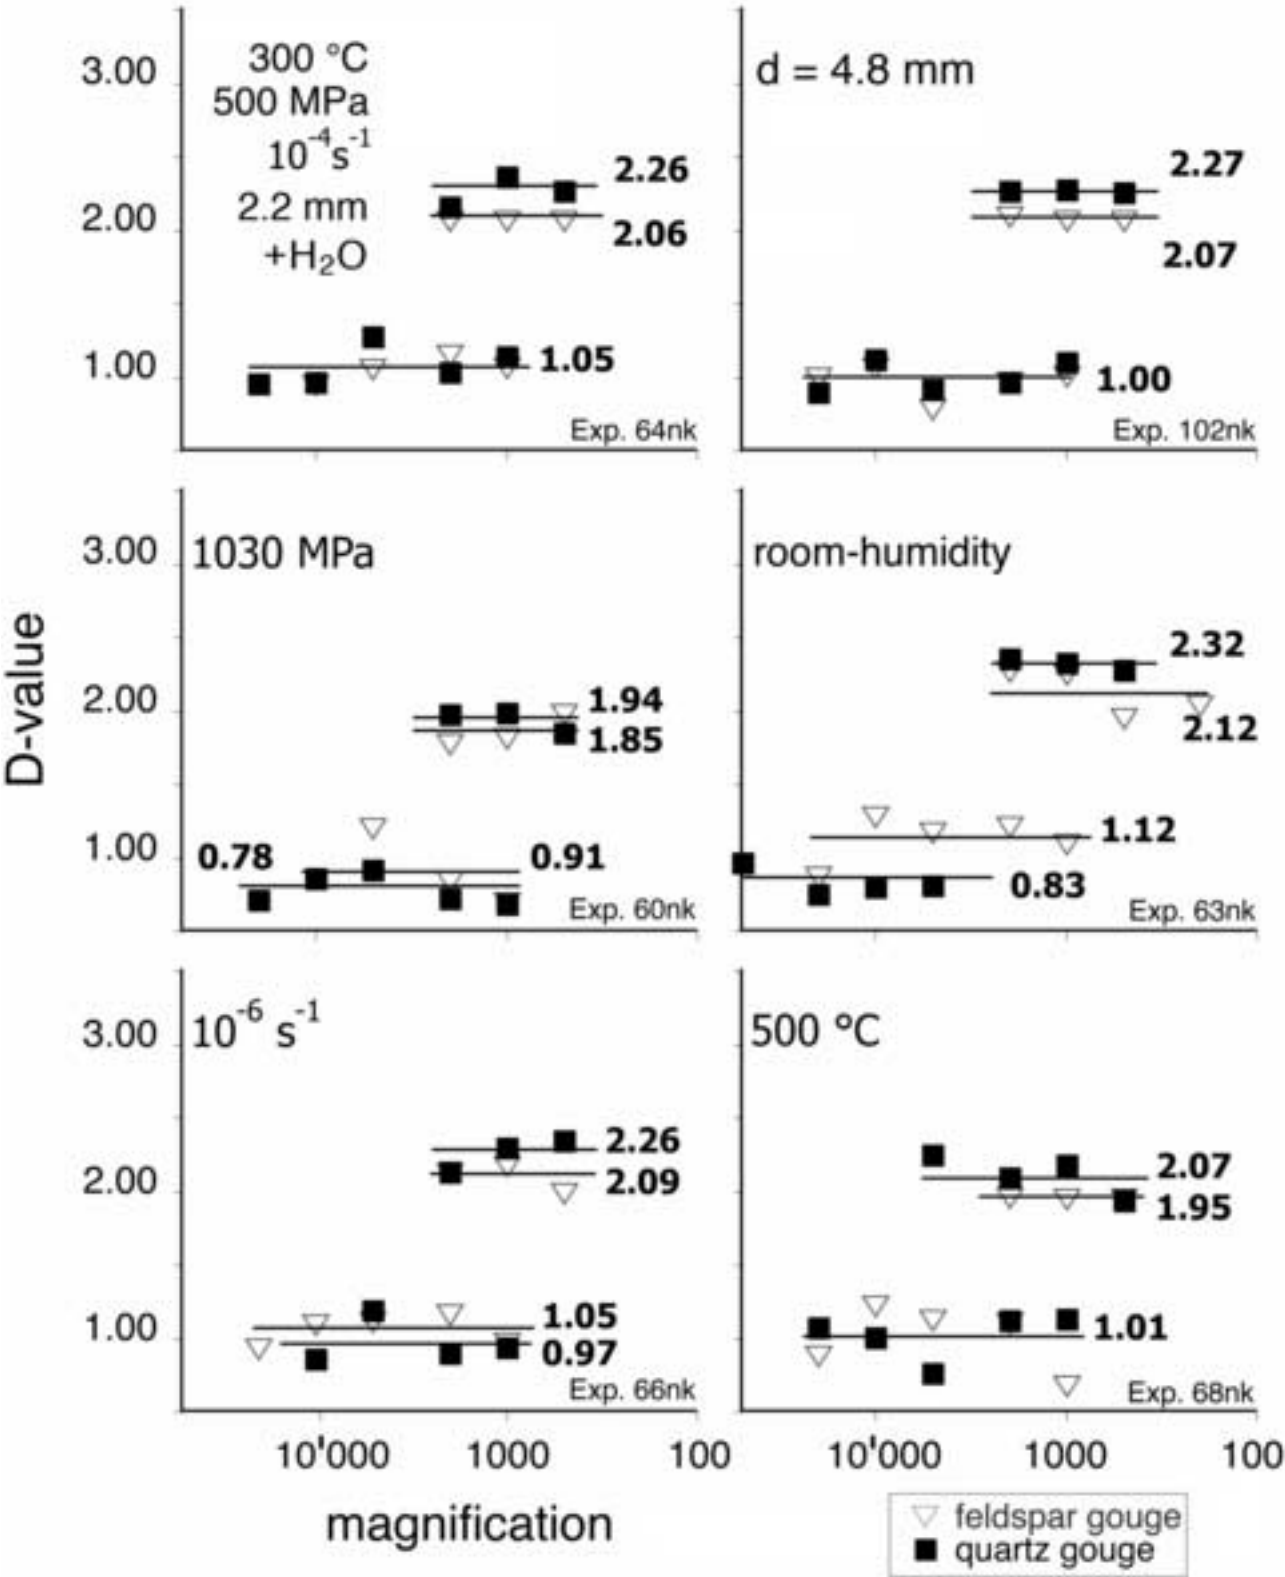 3.00
2.00
1.00
300 °C
500 MPa
10⁻⁴s⁻¹
2.2 mm
+H₂O
2.26
2.06
1.05
Exp. 64nk
d = 4.8 mm
2.27
2.07
1.00
Exp. 102nk
D-value
3.00
2.00
1.00
1030 MPa
1.94
1.85
0.78
0.91
Exp. 60nk
room-humidity
2.32
2.12
1.12
0.83
Exp. 63nk
3.00
2.00
1.00
10⁻⁶ s⁻¹
2.26
2.09
1.05
0.97
Exp. 66nk
500 °C
2.07
1.95
1.01
Exp. 68nk
10'000 1000 100
10'000 1000 100
magnification
feldspar gouge
quartz gouge